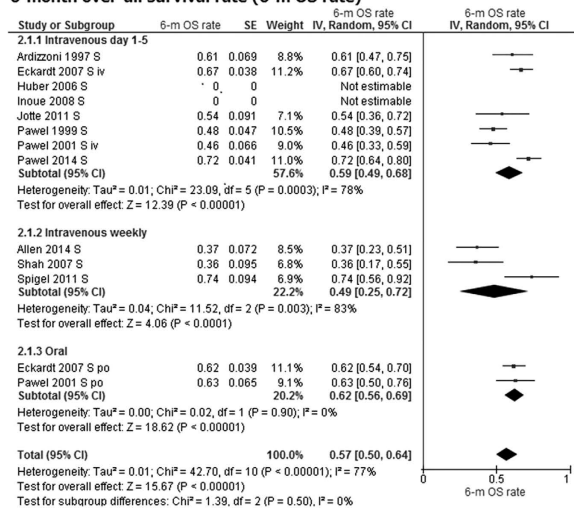 6-month over-all survival rate (6-m OS rate)
6-m OS rate 6-m OS rate
Study or Subgroup 6-m OS rate SE Weight IV, Random, 95% CI IV, Random, 95% CI
2.1.1 Intravenous day 1-5
Ardizzoni 1997 S 0.61 0.069 8.8% 0.61 [0.47, 0.75]
Eckardt 2007 S iv 0.67 0.038 11.2% 0.67 [0.60, 0.74]
Huber 2006 S 0 0 Not estimable
Inoue 2008 S 0 0 Not estimable
Jotte 2011 S 0.54 0.091 7.1% 0.54 [0.36, 0.72]
Pawel 1999 S 0.48 0.047 10.5% 0.48 [0.39, 0.57]
Pawel 2001 S iv 0.46 0.066 9.0% 0.46 [0.33, 0.59]
Pawel 2014 S 0.72 0.041 11.0% 0.72 [0.64, 0.80]
Subtotal (95% CI) 57.6% 0.59 [0.49, 0.68]
Heterogeneity: Tau² = 0.01; Chi² = 23.09, df = 5 (P = 0.0003); I² = 78%
Test for overall effect: Z = 12.39 (P < 0.00001)
2.1.2 Intravenous weekly
Allen 2014 S 0.37 0.072 8.5% 0.37 [0.23, 0.51]
Shah 2007 S 0.36 0.095 6.8% 0.36 [0.17, 0.55]
Spigel 2011 S 0.74 0.094 6.9% 0.74 [0.56, 0.92]
Subtotal (95% CI) 22.2% 0.49 [0.25, 0.72]
Heterogeneity: Tau² = 0.04; Chi² = 11.52, df = 2 (P = 0.003); I² = 83%
Test for overall effect: Z = 4.06 (P < 0.0001)
2.1.3 Oral
Eckardt 2007 S po 0.62 0.039 11.1% 0.62 [0.54, 0.70]
Pawel 2001 S po 0.63 0.065 9.1% 0.63 [0.50, 0.76]
Subtotal (95% CI) 20.2% 0.62 [0.56, 0.69]
Heterogeneity: Tau² = 0.00; Chi² = 0.02, df = 1 (P = 0.90); I² = 0%
Test for overall effect: Z = 18.62 (P < 0.00001)
Total (95% CI) 100.0% 0.57 [0.50, 0.64]
Heterogeneity: Tau² = 0.01; Chi² = 42.70, df = 10 (P < 0.00001); I² = 77%
Test for overall effect: Z = 15.67 (P < 0.00001)
Test for subgroup differences: Chi² = 1.39, df = 2 (P = 0.50), I² = 0%
0 0.5 1
6-m OS rate